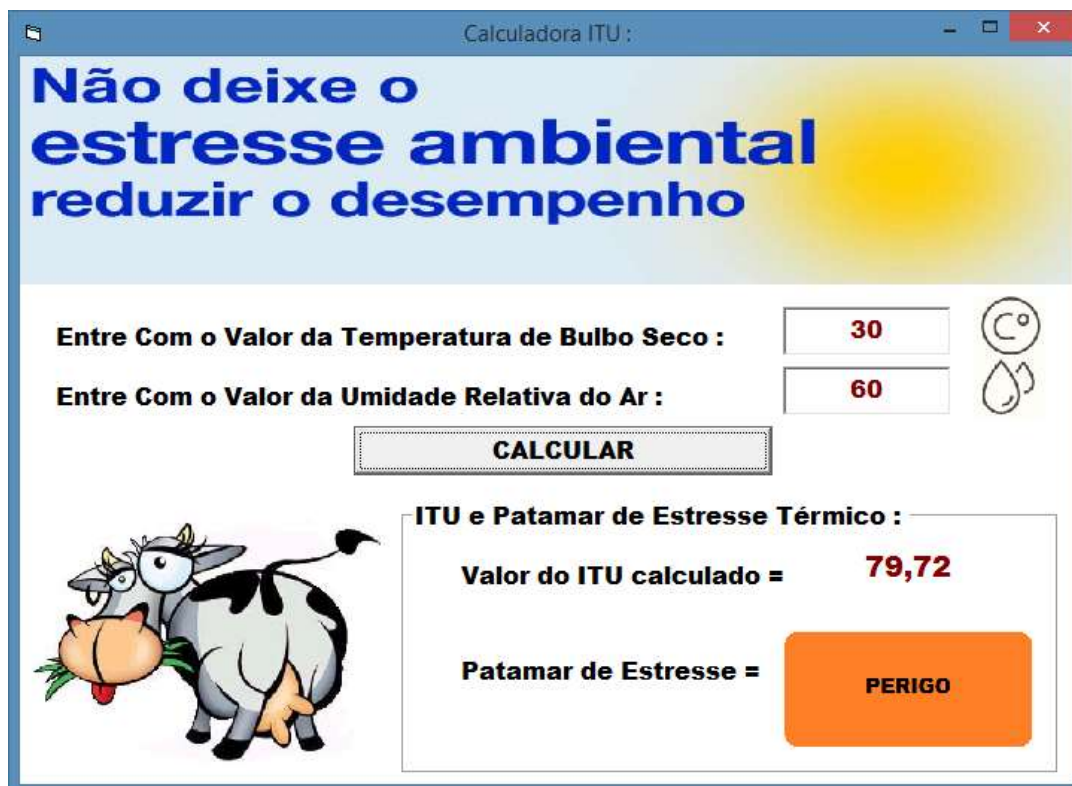 Calculadora ITU :
Não deixe o
estresse ambiental
reduzir o desempenho
Entre Com o Valor da Temperatura de Bulbo Seco : 30 C°
Entre Com o Valor da Umidade Relativa do Ar : 60
CALCULAR
ITU e Patamar de Estresse Térmico :
Valor do ITU calculado = 79,72
Patamar de Estresse = PERIGO